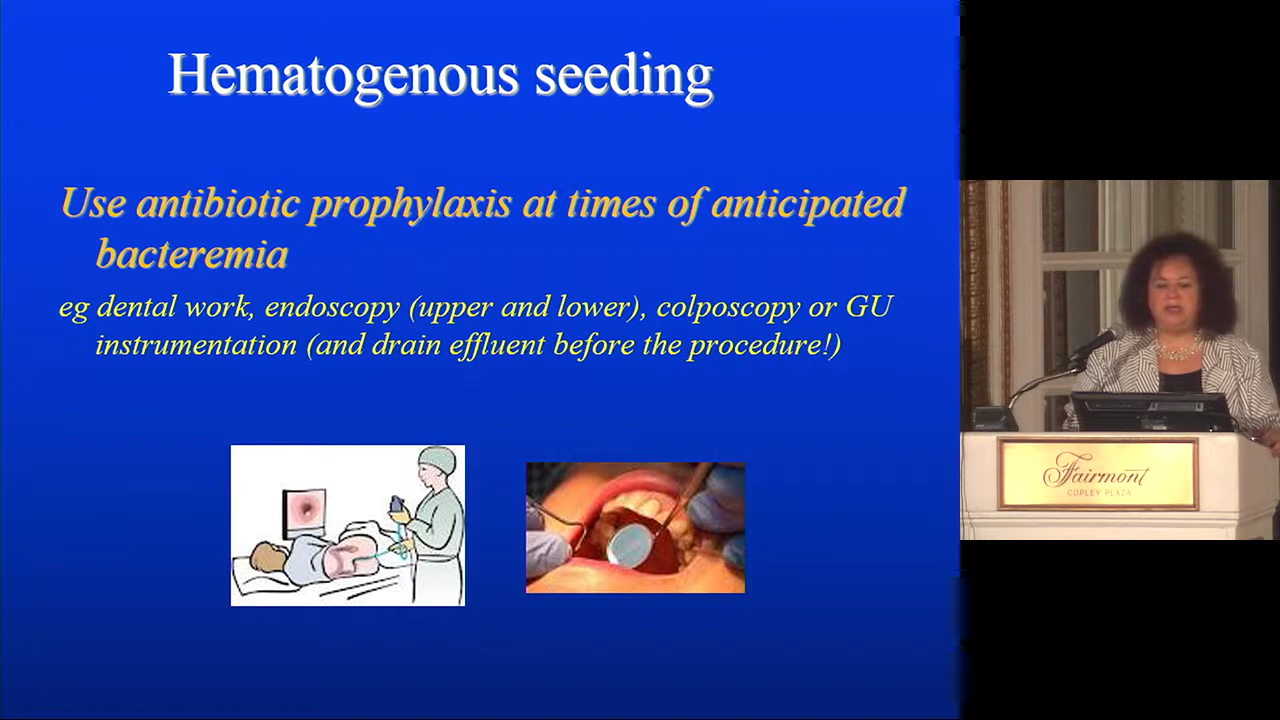 Hematogenous seeding
Use antibiotic prophylaxis at times of anticipated
bacteremia
eg dental work, endoscopy (upper and lower), colposcopy or GU
instrumentation (and drain effluent before the procedure!)
Fairmont
COPLEY PLAZA